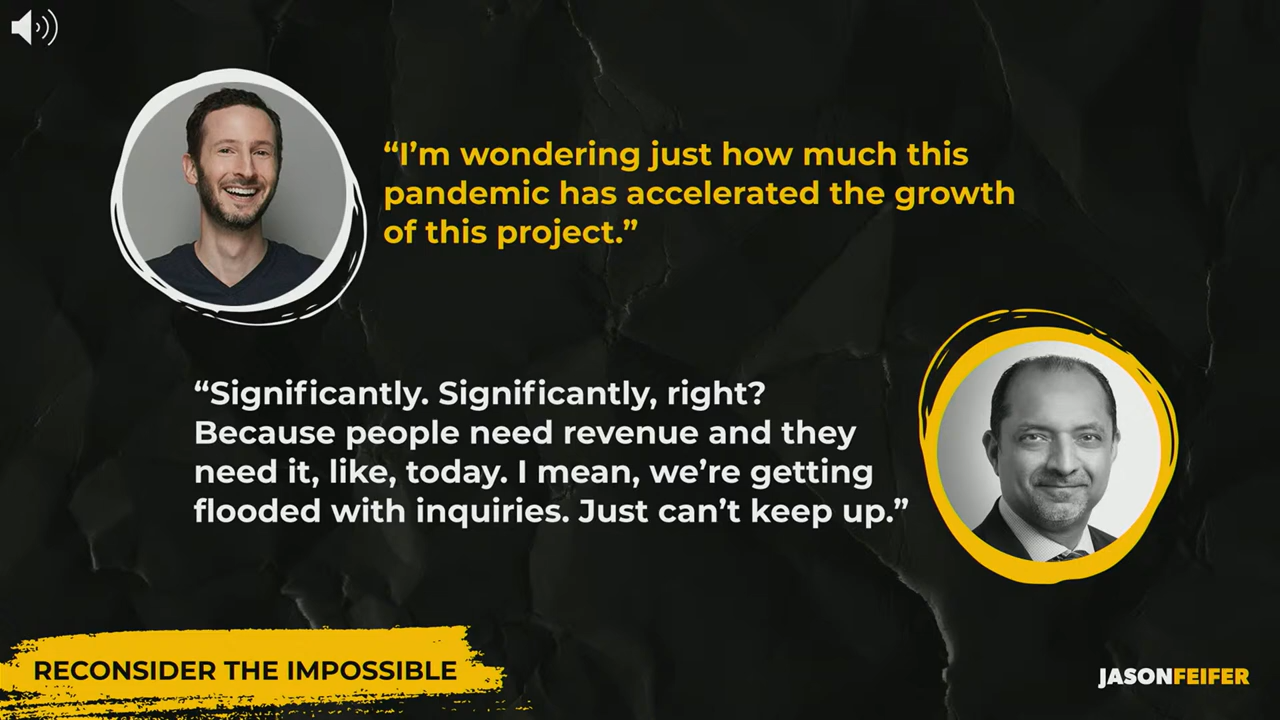 “I’m wondering just how much this
pandemic has accelerated the growth
of this project.”
“Significantly. Significantly, right?
Because people need revenue and they
need it, like, today. I mean, we’re getting
flooded with inquiries. Just can’t keep up.”
RECONSIDER THE IMPOSSIBLE
JASONFEIFER